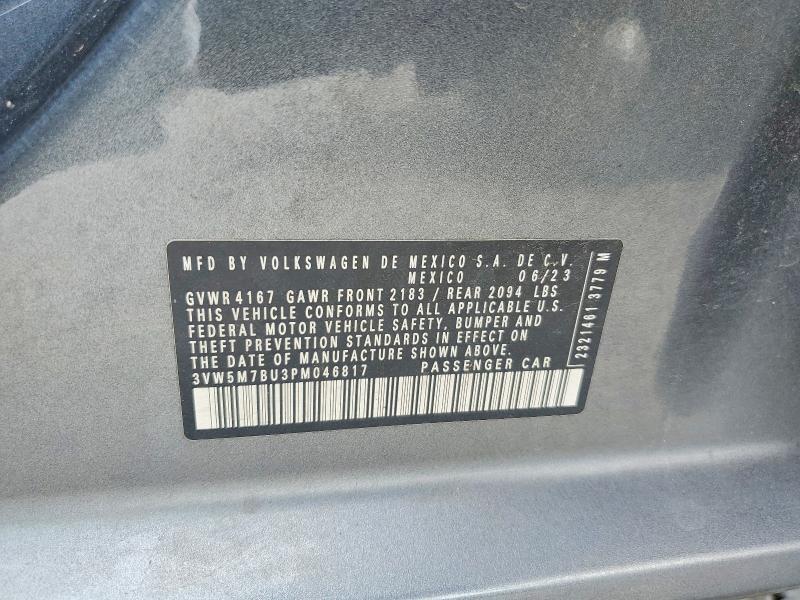 MFD BY VOLKSWAGEN DE MEXICO S.A. DE C.V.
MEXICO 06/23
GVWR 4167 GAWR FRONT 2183 / REAR 2094 LBS
THIS VEHICLE CONFORMS TO ALL APPLICABLE U.S.
FEDERAL MOTOR VEHICLE SAFETY, BUMPER AND
THEFT PREVENTION STANDARDS IN EFFECT ON
THE DATE OF MANUFACTURE SHOWN ABOVE.
3VW5M7BU3PM046817 PASSENGER CAR
2321461 3779 M